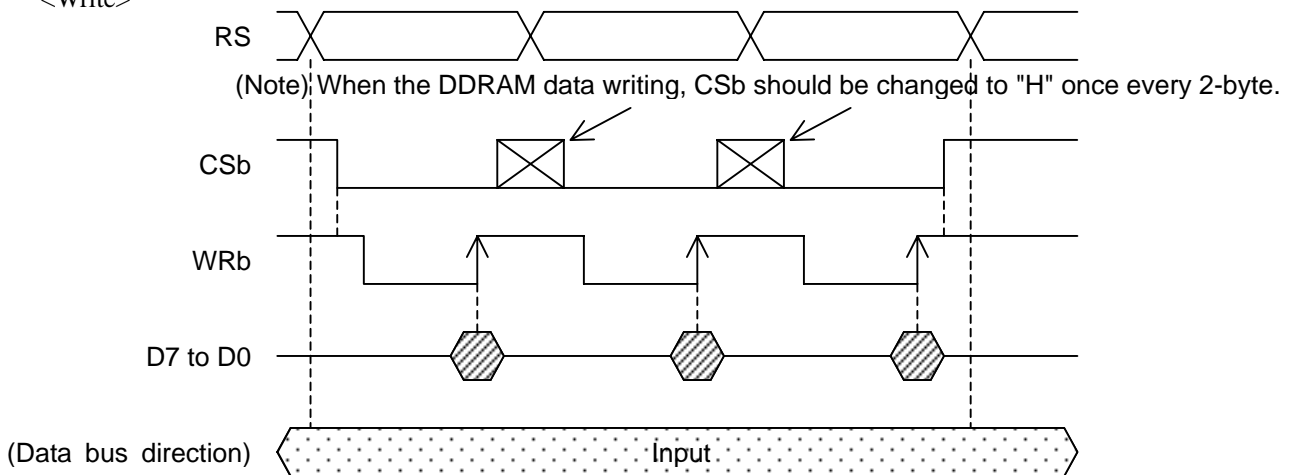 <Write>
RS
(Note) When the DDRAM data writing, CSb should be changed to "H" once every 2-byte.
CSb
WRb
D7 to D0
(Data bus direction)
Input